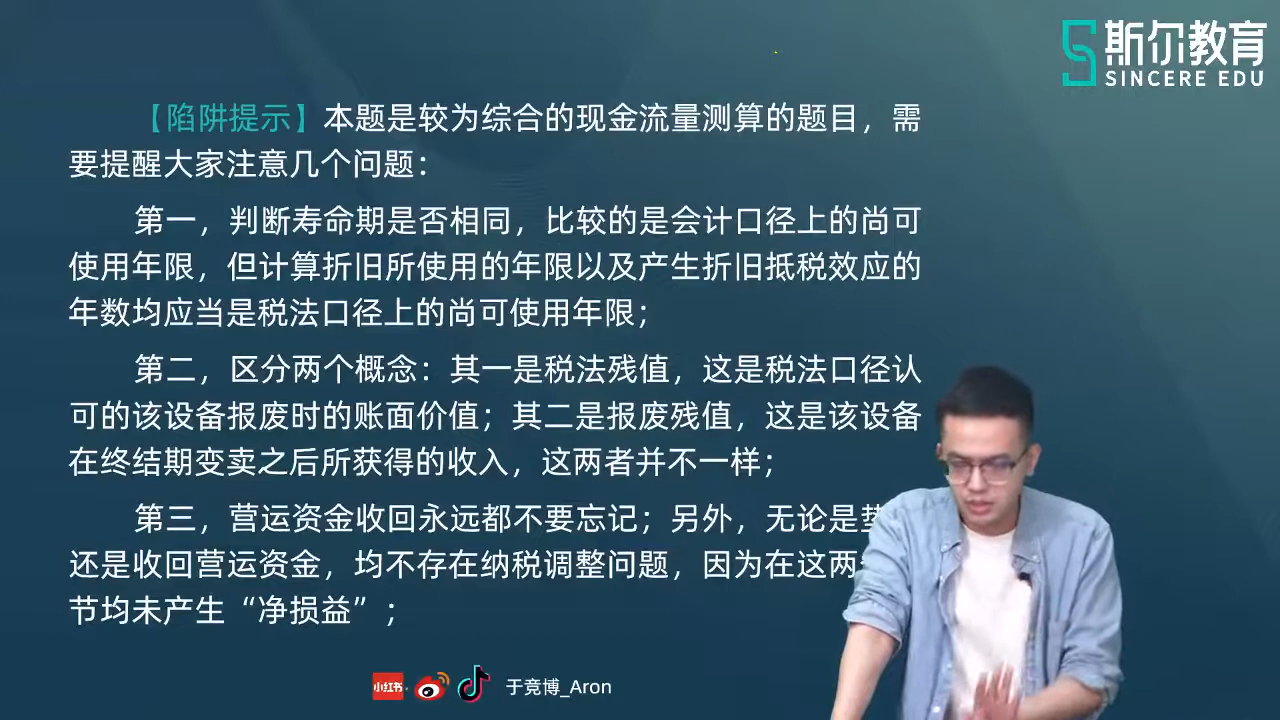 斯尔教育
SINCERE EDU
【陷阱提示】本题是较为综合的现金流量测算的题目，需
要提醒大家注意几个问题：
第一，判断寿命期是否相同，比较的是会计口径上的尚可
使用年限，但计算折旧所使用的年限以及产生折旧抵税效应的
年数均应当是税法口径上的尚可使用年限；
第二，区分两个概念：其一是税法残值，这是税法口径认
可的该设备报废时的账面价值；其二是报废残值，这是该设备
在终结期变卖之后所获得的收入，这两者并不一样；
第三，营运资金收回永远都不要忘记；另外，无论是
还是收回营运资金，均不存在纳税调整问题，因为在这两
节均未产生“净损益”；
小红书
于竞博_Aron